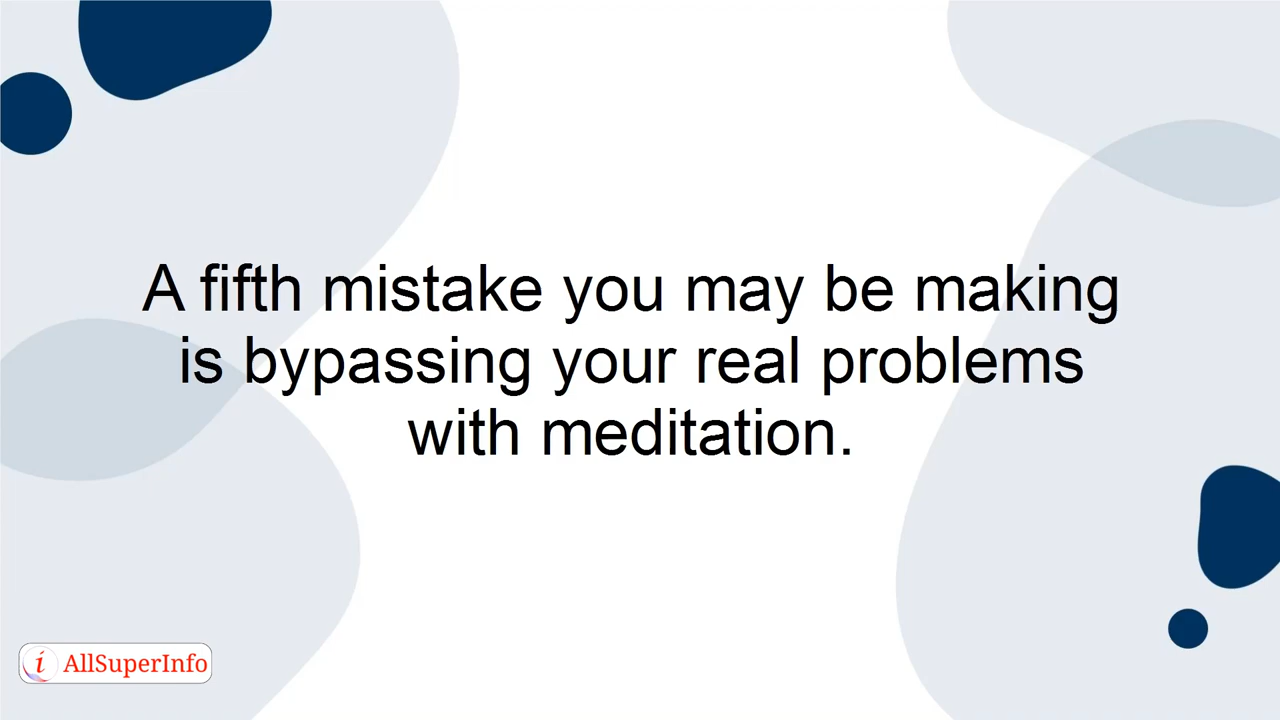 A fifth mistake you may be making
is bypassing your real problems
with meditation.
i AllSuperInfo